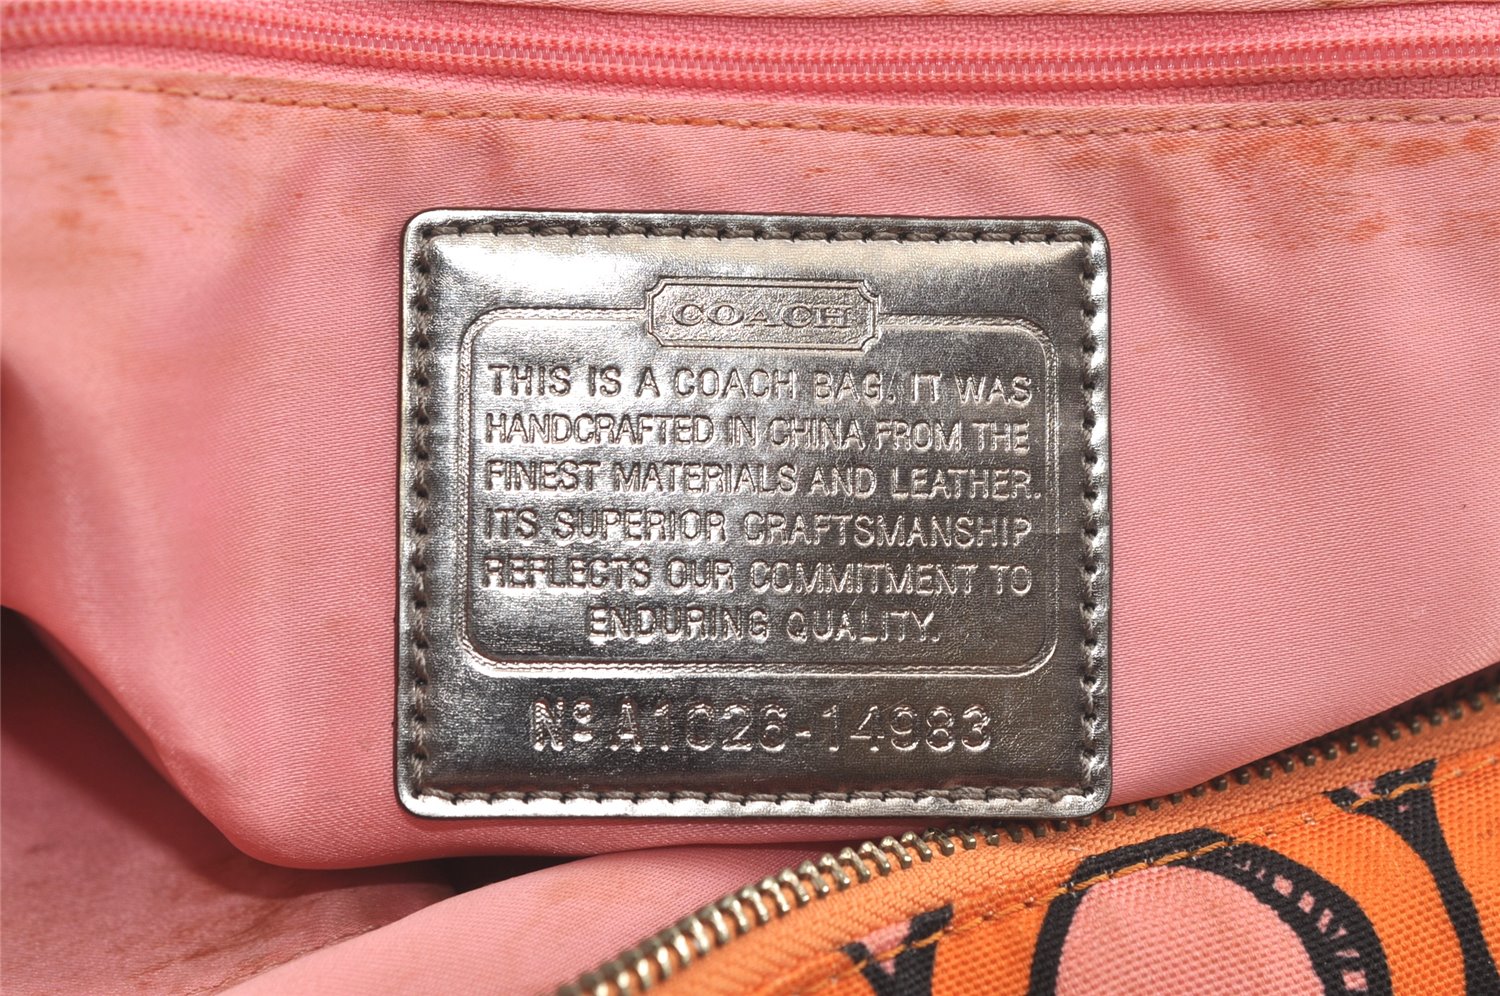 COACH
THIS IS A COACH BAG. IT WAS
HANDCRAFTED IN CHINA FROM THE
FINEST MATERIALS AND LEATHER.
ITS SUPERIOR CRAFTSMANSHIP
REFLECTS OUR COMMITMENT TO
ENDURING QUALITY.
Nº A1026-14983